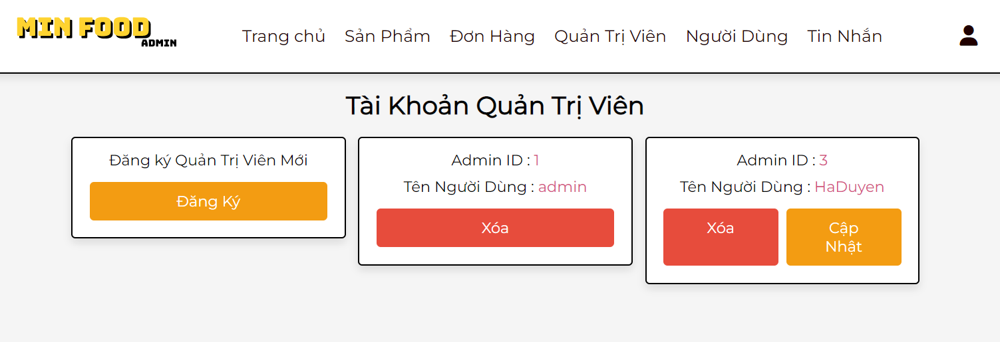 MIN FOOD
ADMIN
Trang chủ Sản Phẩm Đơn Hàng Quản Trị Viên Người Dùng Tin Nhắn
Tài Khoản Quản Trị Viên
Đăng ký Quản Trị Viên Mới
Đăng Ký
Admin ID : 1
Tên Người Dùng : admin
Xóa
Admin ID : 3
Tên Người Dùng : HaDuyen
Xóa
Cập
Nhật